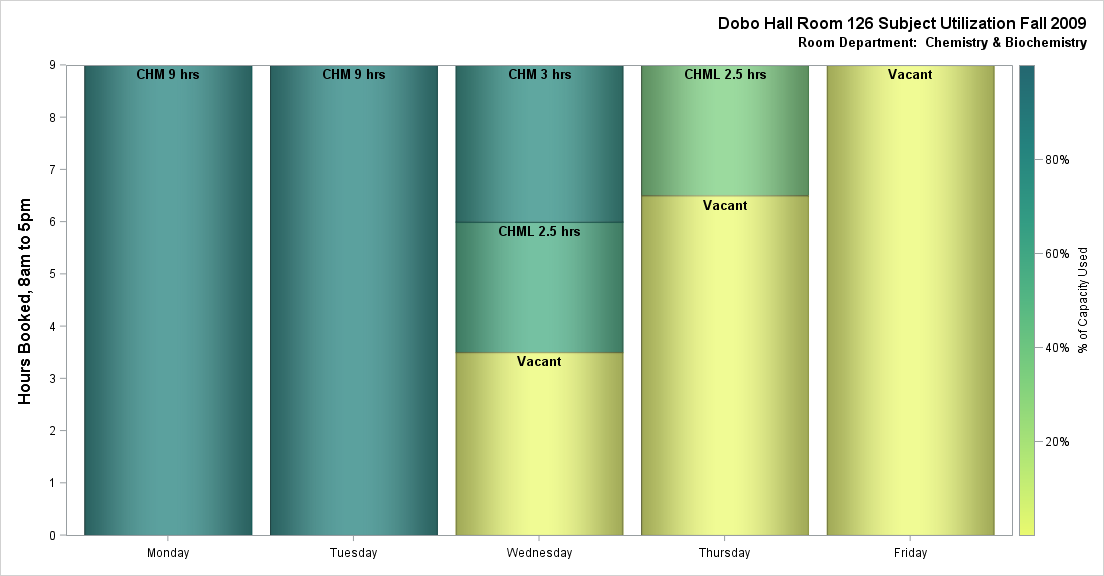 Dobo Hall Room 126 Subject Utilization Fall 2009
Room Department:  Chemistry & Biochemistry
Hours Booked, 8am to 5pm
9
8
7
6
5
4
3
2
1
0
CHM 9 hrs
CHM 9 hrs
CHM 3 hrs
CHML 2.5 hrs
Vacant
CHML 2.5 hrs
Vacant
Vacant
Monday
Tuesday
Wednesday
Thursday
Friday
80%
60%
40%
20%
% of Capacity Used